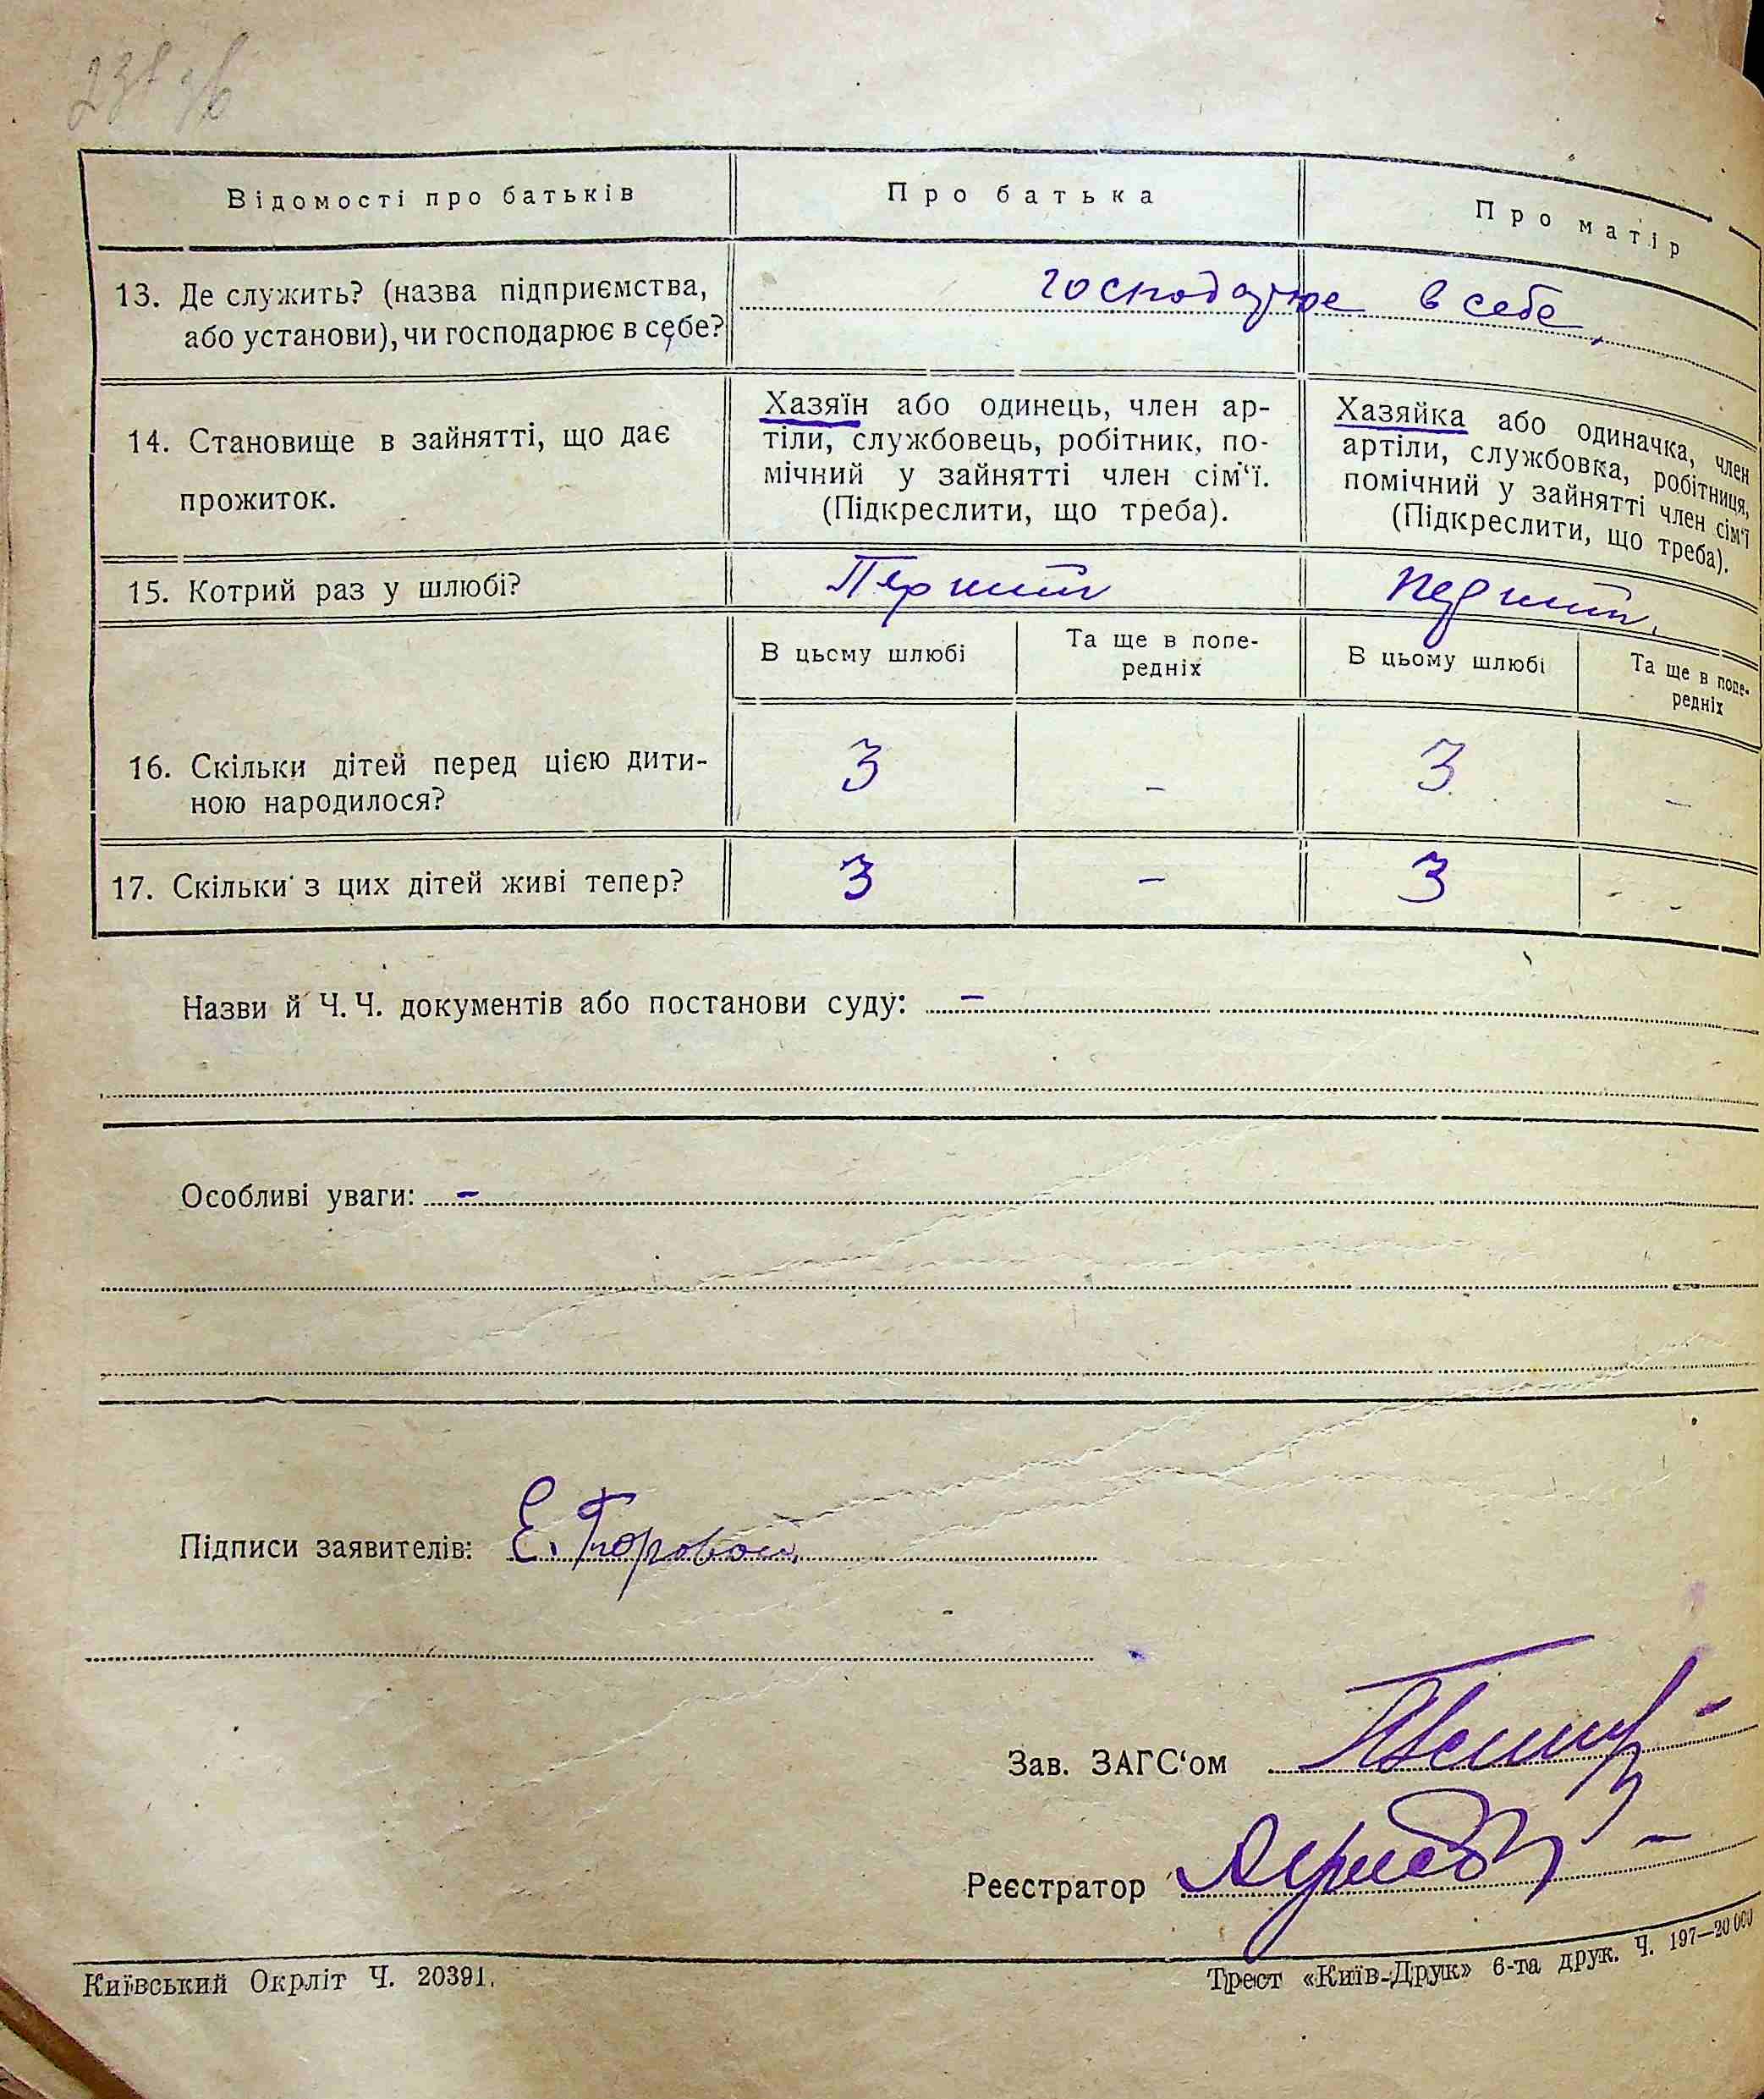 Відомості про батьків
Про батька
Про матір
13. Де служить? (назва підприємства,
або установи), чи господарює в себе?
господарює в себе
14. Становище в зайнятті, що дає
прожиток.
Хазяїн або одинець, член ар-
тіли, службовець, робітник, по-
мічний у зайнятті член сім‘ї.
(Підкреслити, що треба).
Хазяйка або одиначка, член
артіли, службовка, робітниця,
помічний у зайнятті член сім‘ї
(Підкреслити, що треба).
15. Котрий раз у шлюбі?
Перший
перший
В цьому шлюбі
Та ще в попе-
редніх
В цьому шлюбі
Та ще в попе-
редніх
16. Скільки дітей перед цією дити-
ною народилося?
3 - 3 -
17. Скільки з цих дітей живі тепер?
3 - 3 -
Назви й Ч. Ч. документів або постанови суду: -
Особливі уваги: -
Підписи заявителів: Е.
Зав. ЗАГС‘ом
Реєстратор
Київський Окрліт Ч. 20391.
Трест «Київ-Друк» 6-та друк. Ч. 197—20 000